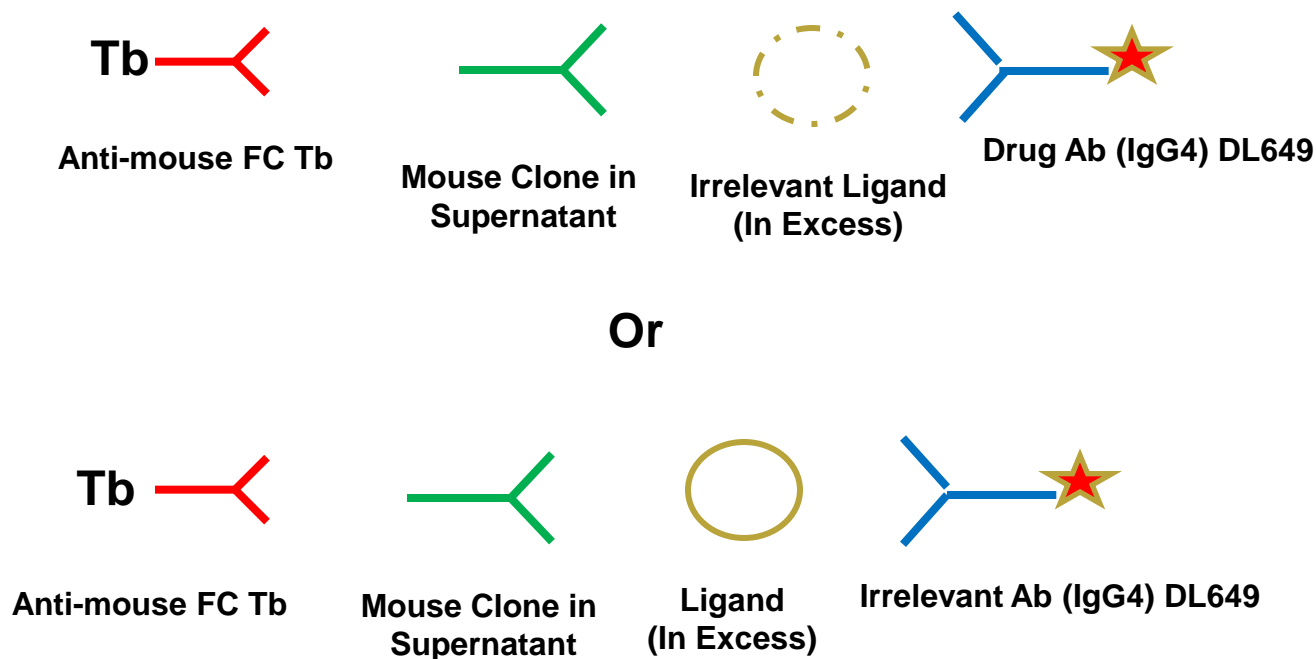 Tb
Anti-mouse FC Tb
Mouse Clone in
Supernatant
Irrelevant Ligand
(In Excess)
Drug Ab (IgG4) DL649
Or
Tb
Anti-mouse FC Tb
Mouse Clone in
Supernatant
Ligand
(In Excess)
Irrelevant Ab (IgG4) DL649